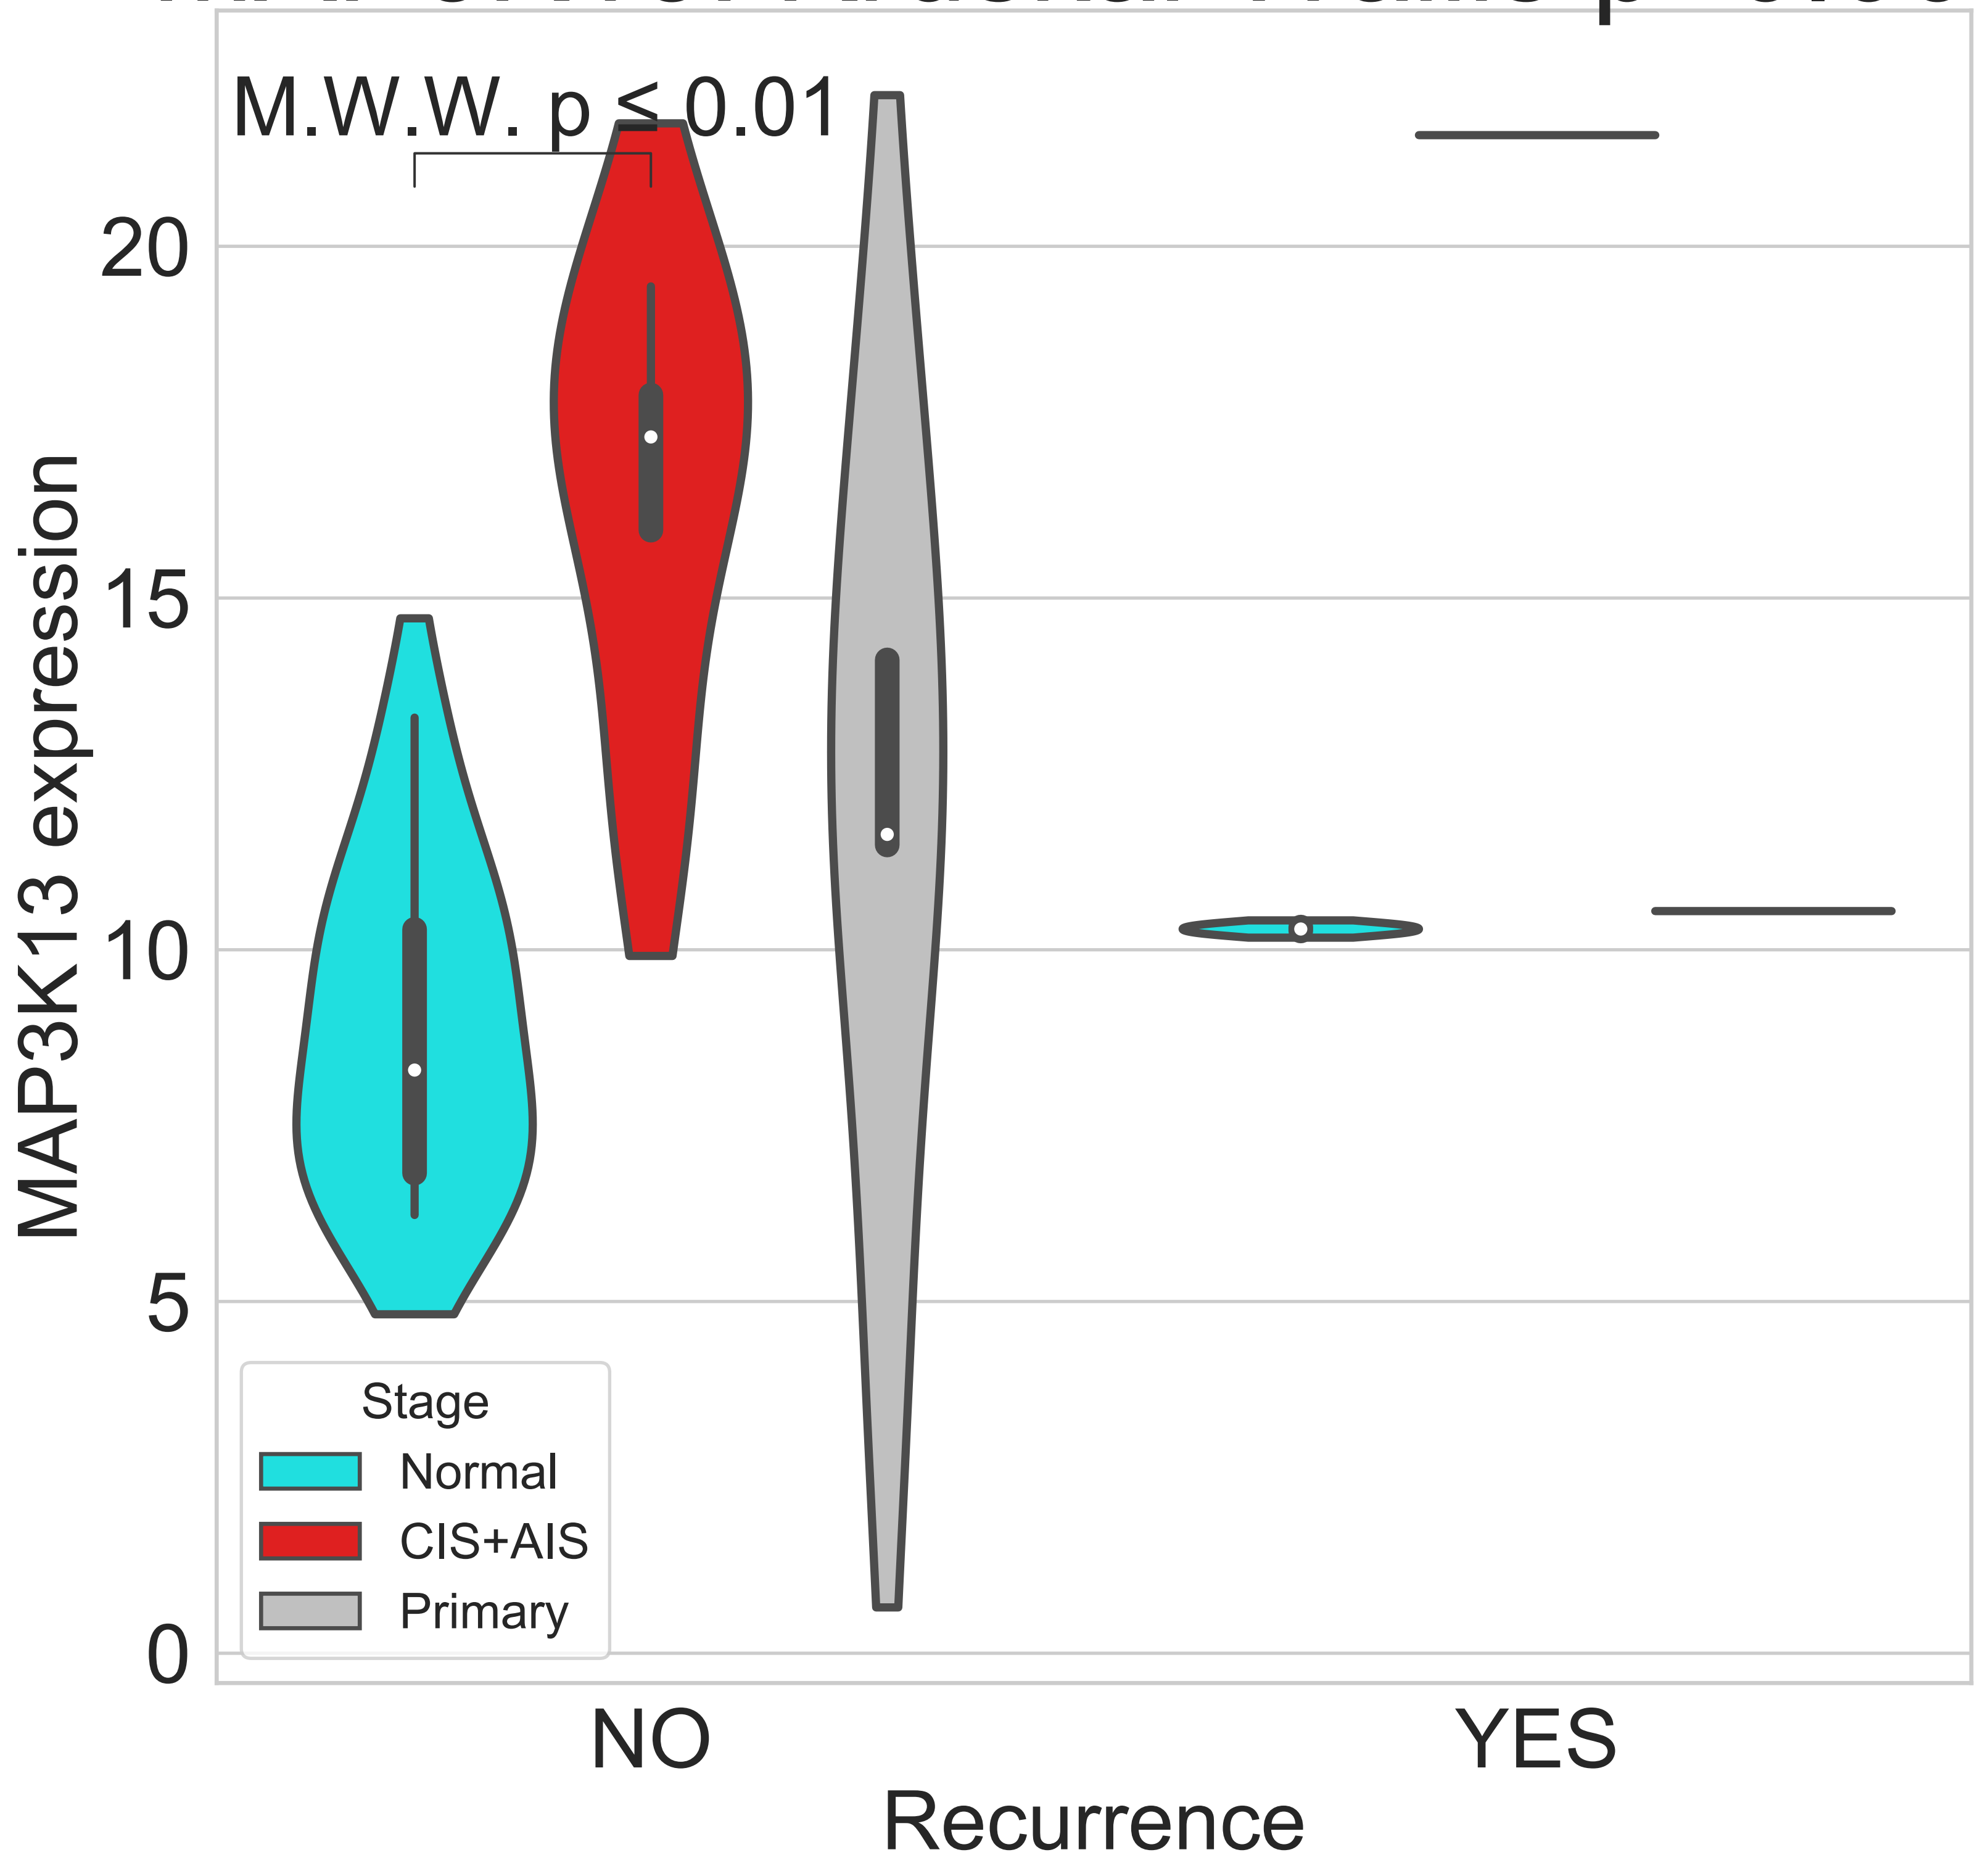 M.W.W. p ≤ 0.01
20
15
10
5
0
MAP3K13 expression
Stage
Normal
CIS+AIS
Primary
NO
YES
Recurrence